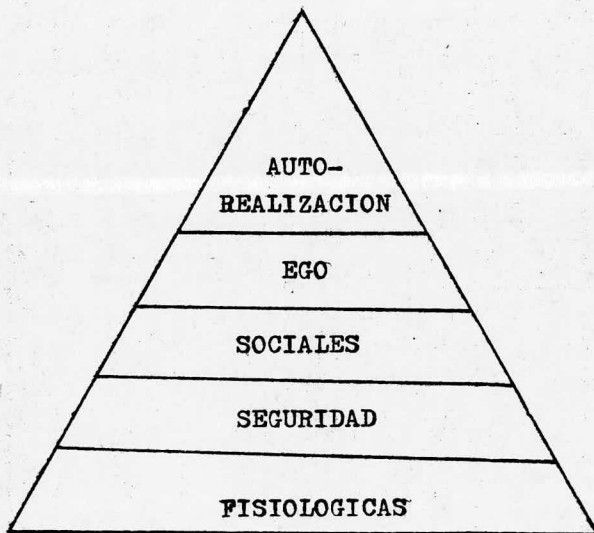 AUTO-
REALIZACION
EGO
SOCIALES
SEGURIDAD
FISIOLOGICAS